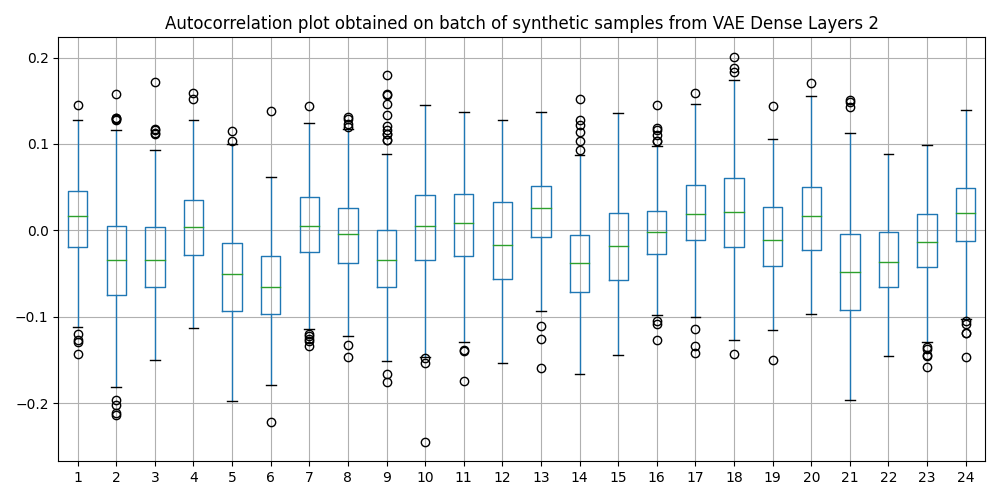 Autocorrelation plot obtained on batch of synthetic samples from VAE Dense Layers 2
0.2
0.1
0.0
−0.1
−0.2
1 2 3 4 5 6 7 8 9 10 11 12 13 14 15 16 17 18 19 20 21 22 23 24